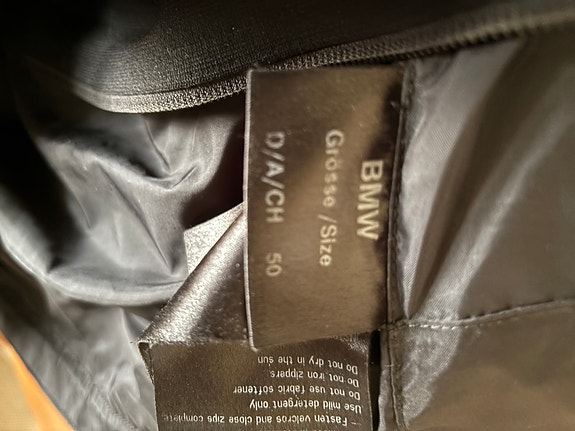 BMW
Grösse / Size
D/A/CH 50
Fasten velcros and close zips complete.
Use mild detergent only
Do not use fabric softener
Do not iron zippers.
Do not dry in the sun